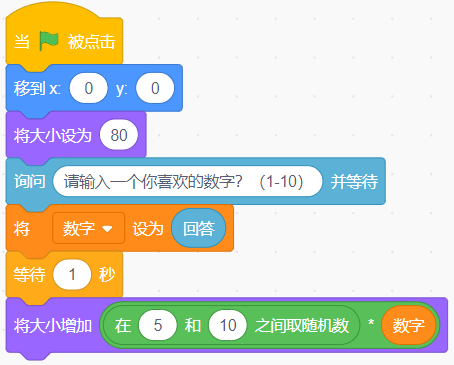 当 被点击
移到 x: 0 y: 0
将大小设为 80
询问 请输入一个你喜欢的数字？（1-10） 并等待
将 数字 设为 回答
等待 1 秒
将大小增加 在 5 和 10 之间取随机数 * 数字